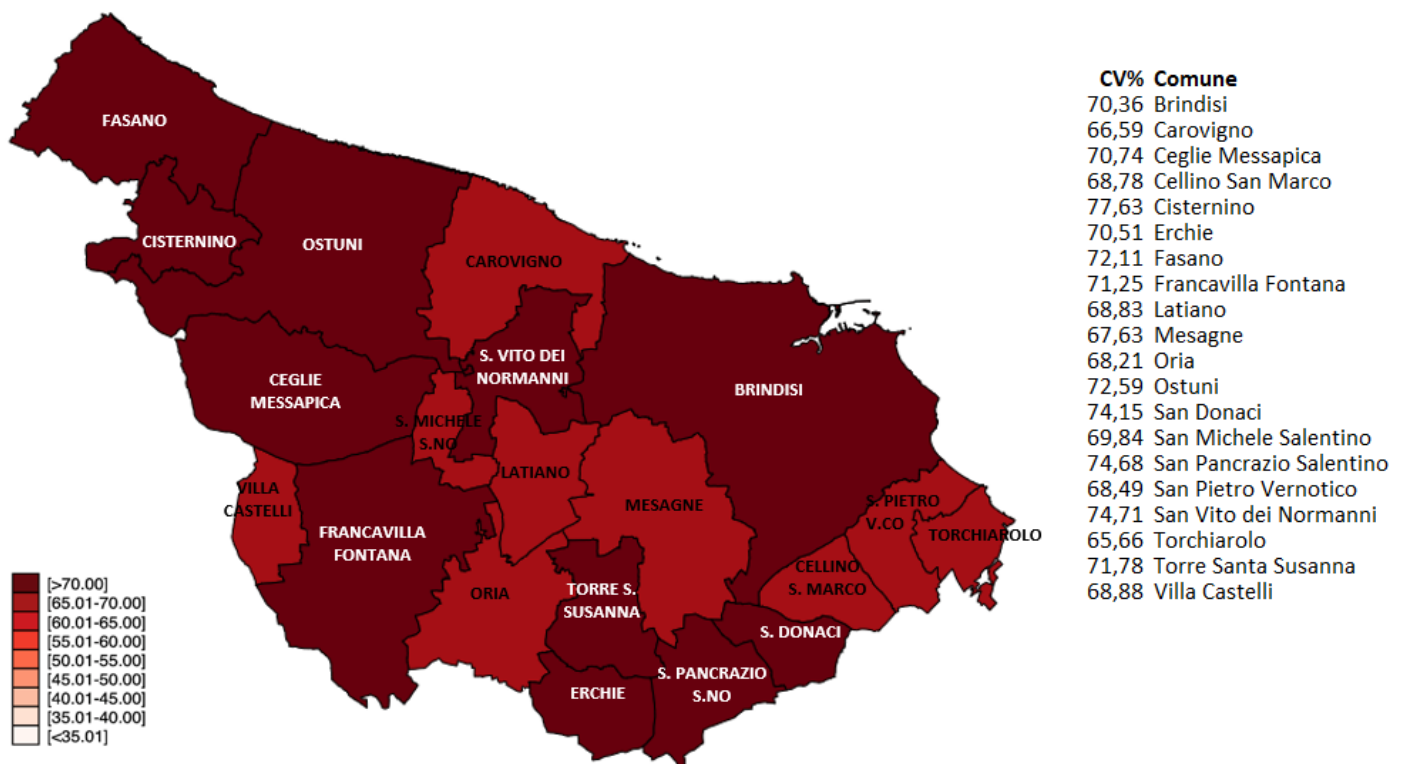 FASANO
CISTERNINO
OSTUNI
CAROVIGNO
S. VITO DEI
NORMANNI
BRINDISI
CEGLIE
MESSAPICA
S. MICHELE
S.NO
LATIANO
MESAGNE
VILLA
CASTELLI
FRANCAVILLA
FONTANA
S. PIETRO
V.CO
TORCHIAROLO
CELLINO
S. MARCO
ORIA
TORRE S.
SUSANNA
S. DONACI
S. PANCRAZIO
S.NO
ERCHIE
[>70.00]
[65.01-70.00]
[60.01-65.00]
[55.01-60.00]
[50.01-55.00]
[45.01-50.00]
[40.01-45.00]
[35.01-40.00]
[<35.01]
CV% Comune
70,36 Brindisi
66,59 Carovigno
70,74 Ceglie Messapica
68,78 Cellino San Marco
77,63 Cisternino
70,51 Erchie
72,11 Fasano
71,25 Francavilla Fontana
68,83 Latiano
67,63 Mesagne
68,21 Oria
72,59 Ostuni
74,15 San Donaci
69,84 San Michele Salentino
74,68 San Pancrazio Salentino
68,49 San Pietro Vernotico
74,71 San Vito dei Normanni
65,66 Torchiarolo
71,78 Torre Santa Susanna
68,88 Villa Castelli